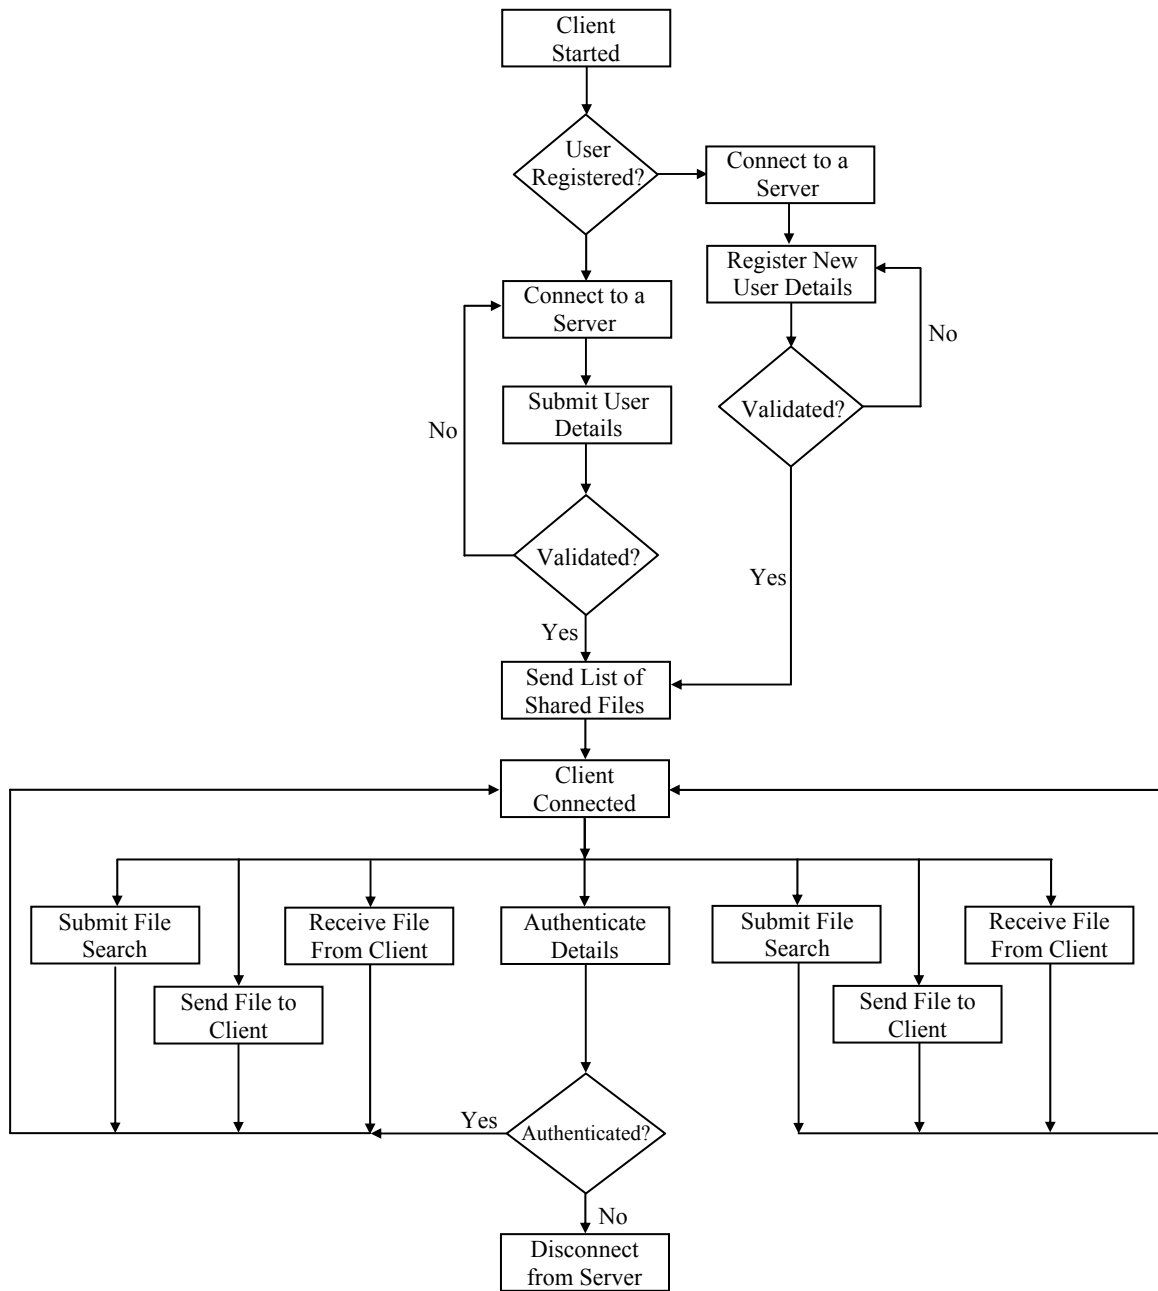 Client
Started
User
Registered?
Connect to a
Server
Register New
User Details
Connect to a
Server
No
Submit User
Details
No
Validated?
Validated?
Yes
Yes
Send List of
Shared Files
Client
Connected
Submit File
Search
Receive File
From Client
Authenticate
Details
Submit File
Search
Receive File
From Client
Send File to
Client
Send File to
Client
Yes
Authenticated?
No
Disconnect
from Server